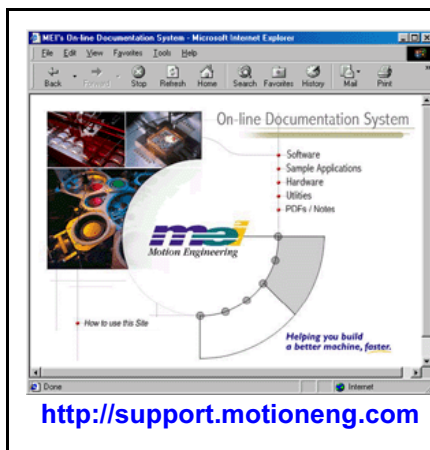 MEI's On-line Documentation System - Microsoft Internet Explorer
File Edit View Favorites Tools Help
Back Forward Stop Refresh Home Search Favorites History Mail Print
On-line Documentation System
Software
Sample Applications
Hardware
Utilities
PDFs / Notes
mei
Motion Engineering
How to use this Site
Helping you build
a better machine, faster.
Done Internet
http://support.motioneng.com